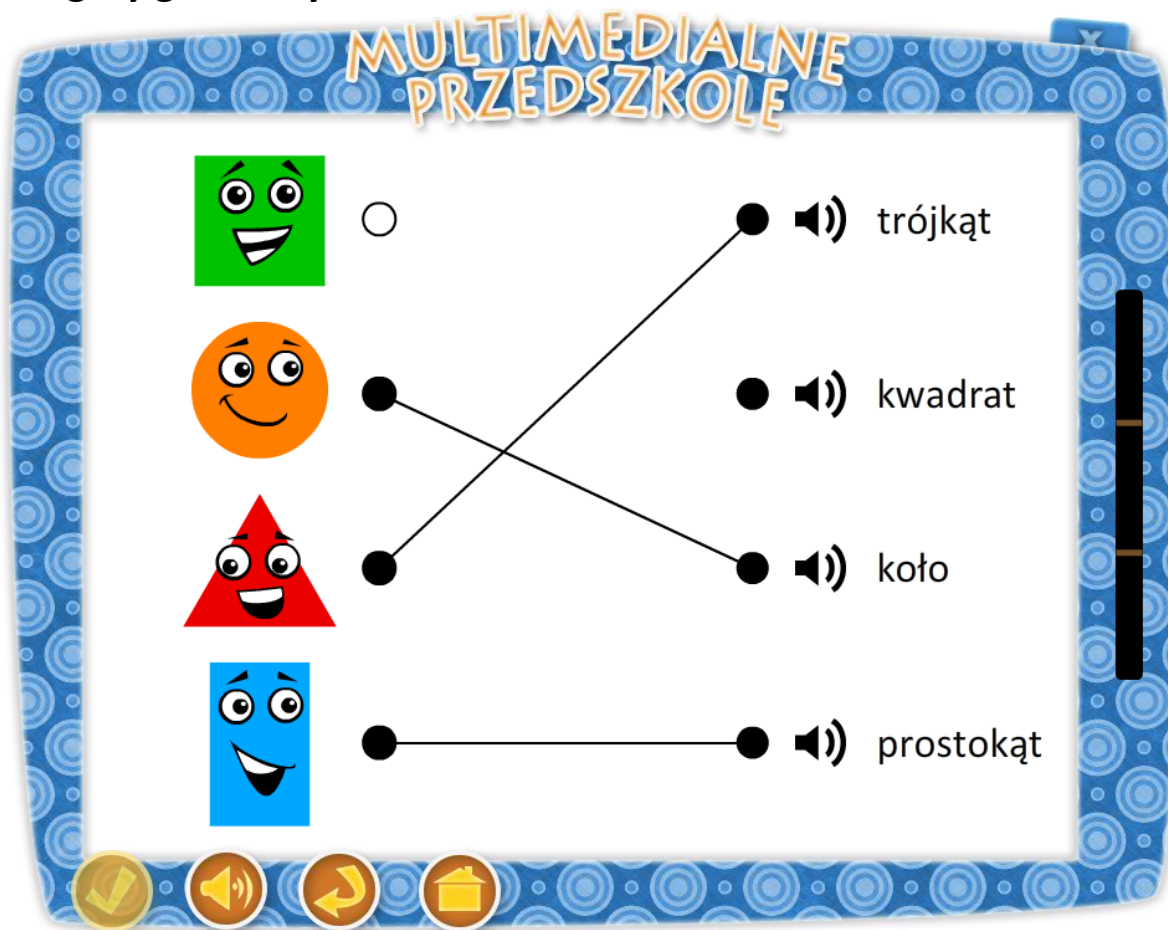 MULTIMEDIALNE
PRZEDSZKOLE
trójkąt
kwadrat
koło
prostokąt